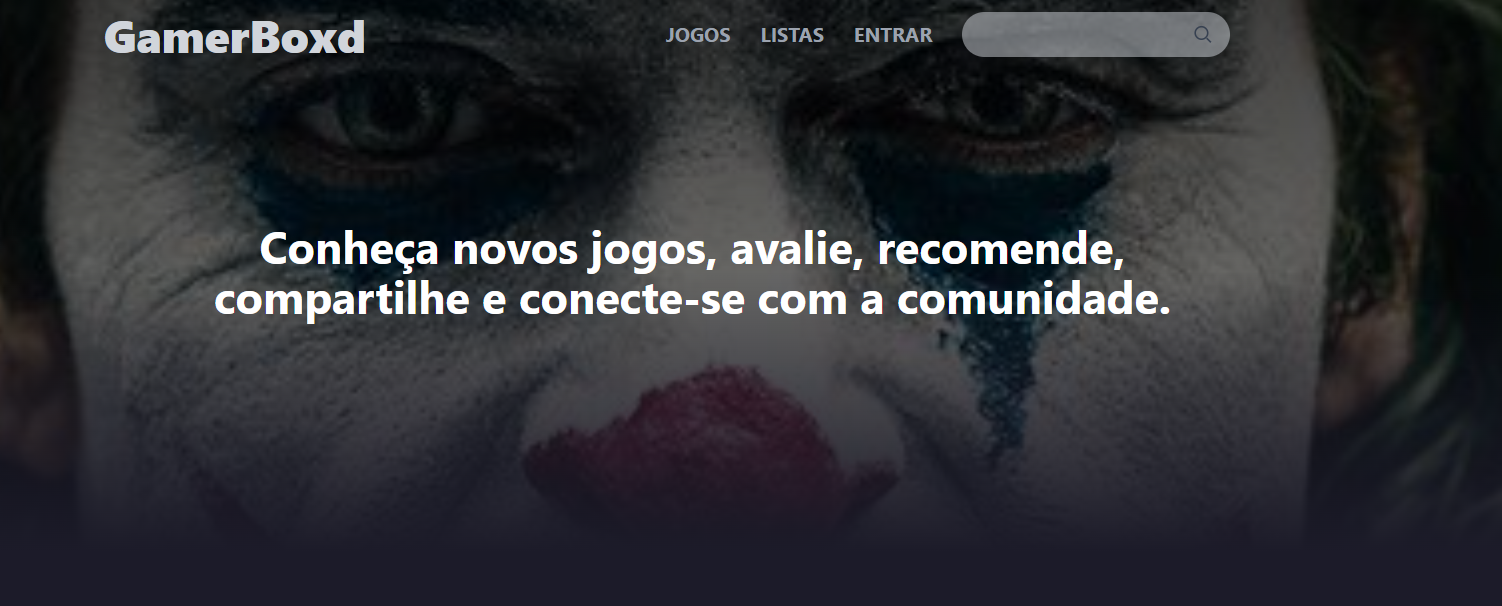 GamerBoxd
JOGOS LISTAS ENTRAR
Conheça novos jogos, avalie, recomende,
compartilhe e conecte-se com a comunidade.